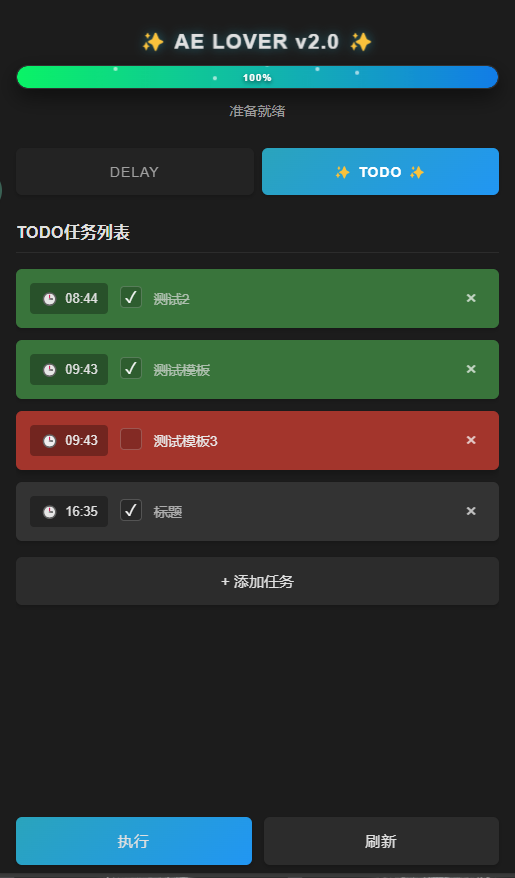 ✨ AE LOVER v2.0 ✨
100%
准备就绪
DELAY
✨ TODO ✨
TODO任务列表
08:44 测试2 ×
09:43 测试模板 ×
09:43 测试模板3 ×
16:35 标题 ×
+ 添加任务
执行
刷新